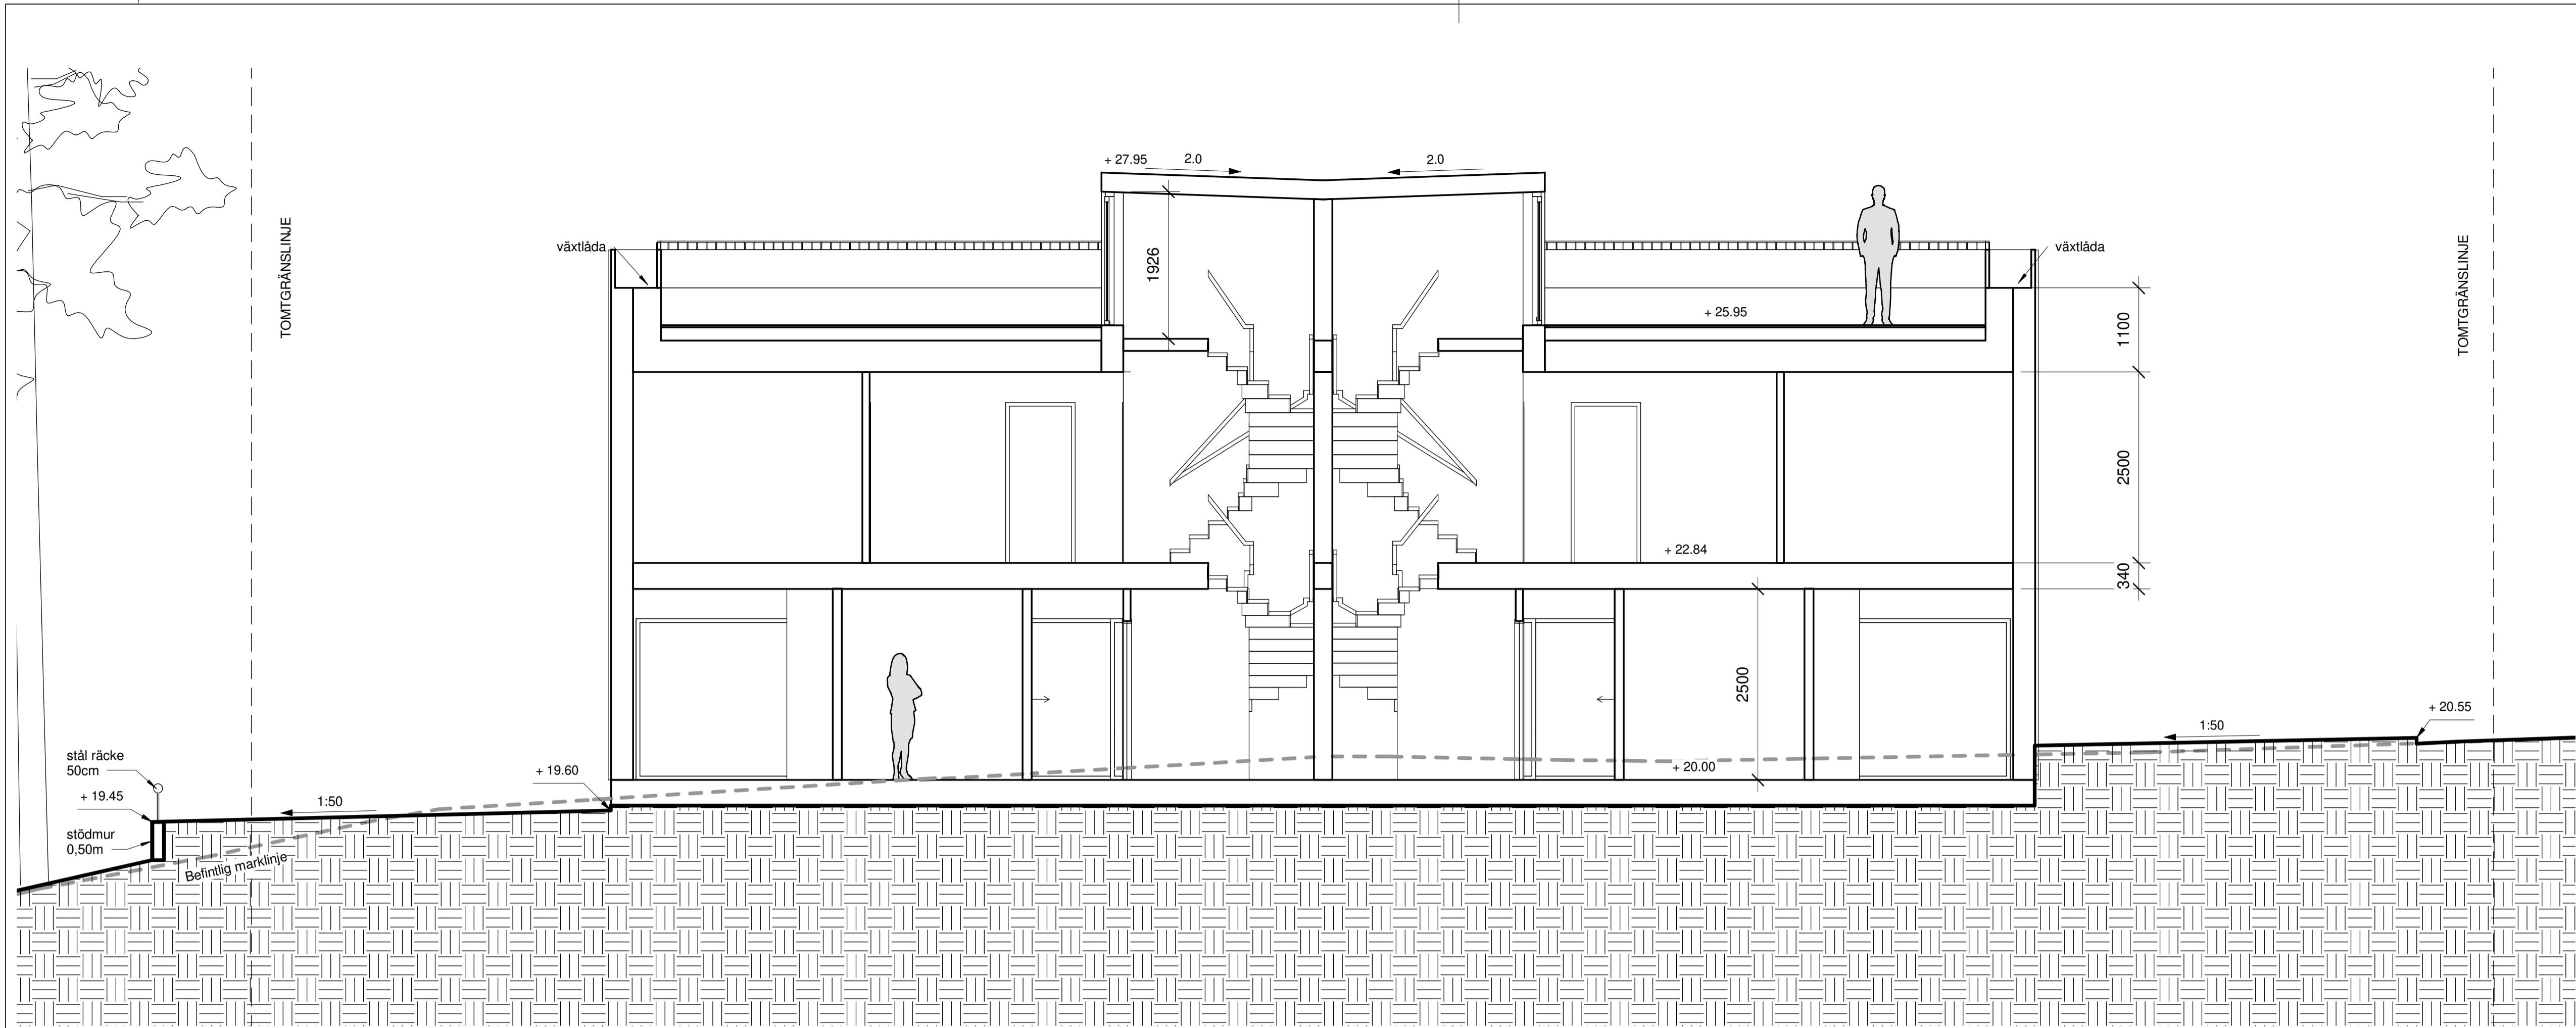 + 27.95
2.0
2.0
TOMTGRÄNSLINJE
TOMTGRÄNSLINJE
växtlåda
växtlåda
1926
+ 25.95
1100
2500
+ 22.84
340
2500
+ 20.55
1:50
stål räcke
50cm
+ 19.60
+ 20.00
+ 19.45
1:50
stödmur
0,50m
Befintlig marklinje